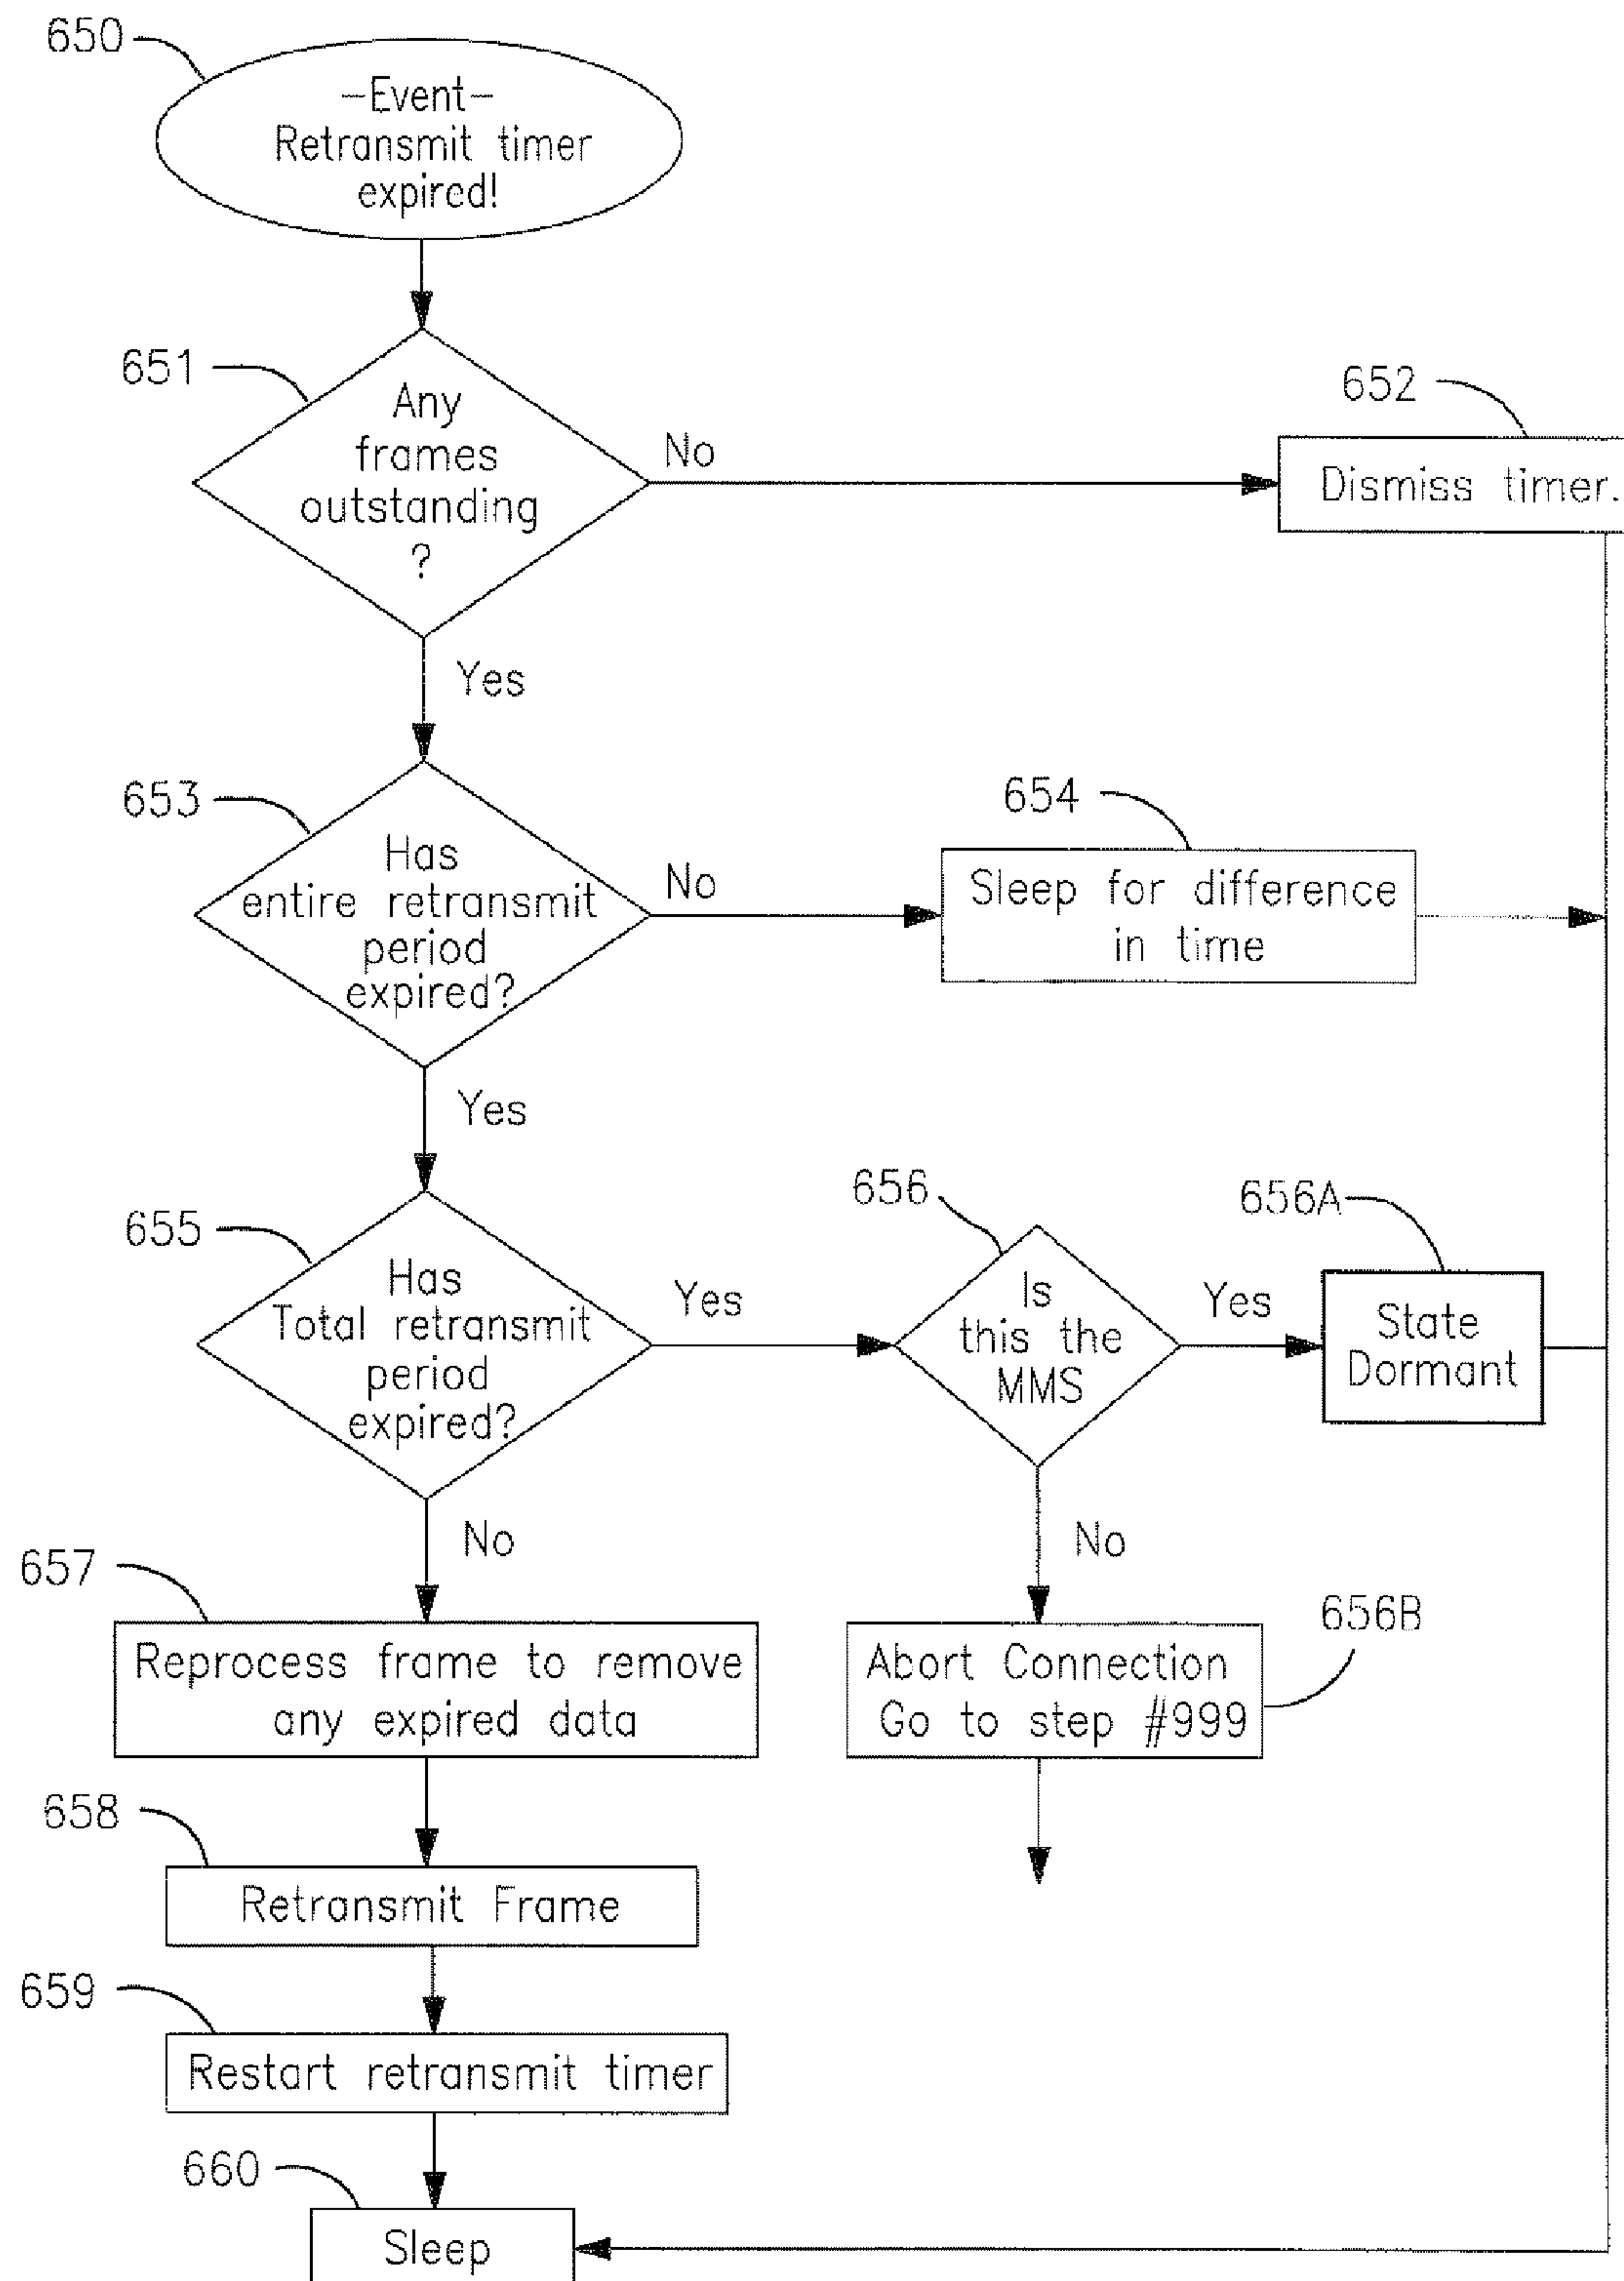 650
-Event-
Retransmit timer
expired!
651
Any
frames
outstanding
?
No
652
Dismiss timer.
Yes
653
Has
entire retransmit
period
expired?
No
654
Sleep for difference
in time
Yes
655
Has
Total retransmit
period
expired?
Yes
656
Is
this the
MMS
Yes
656A
State
Dormant
No
No
657
Reprocess frame to remove
any expired data
656B
Abort Connection
Go to step #999
658
Retransmit Frame
659
Restart retransmit timer
660
Sleep